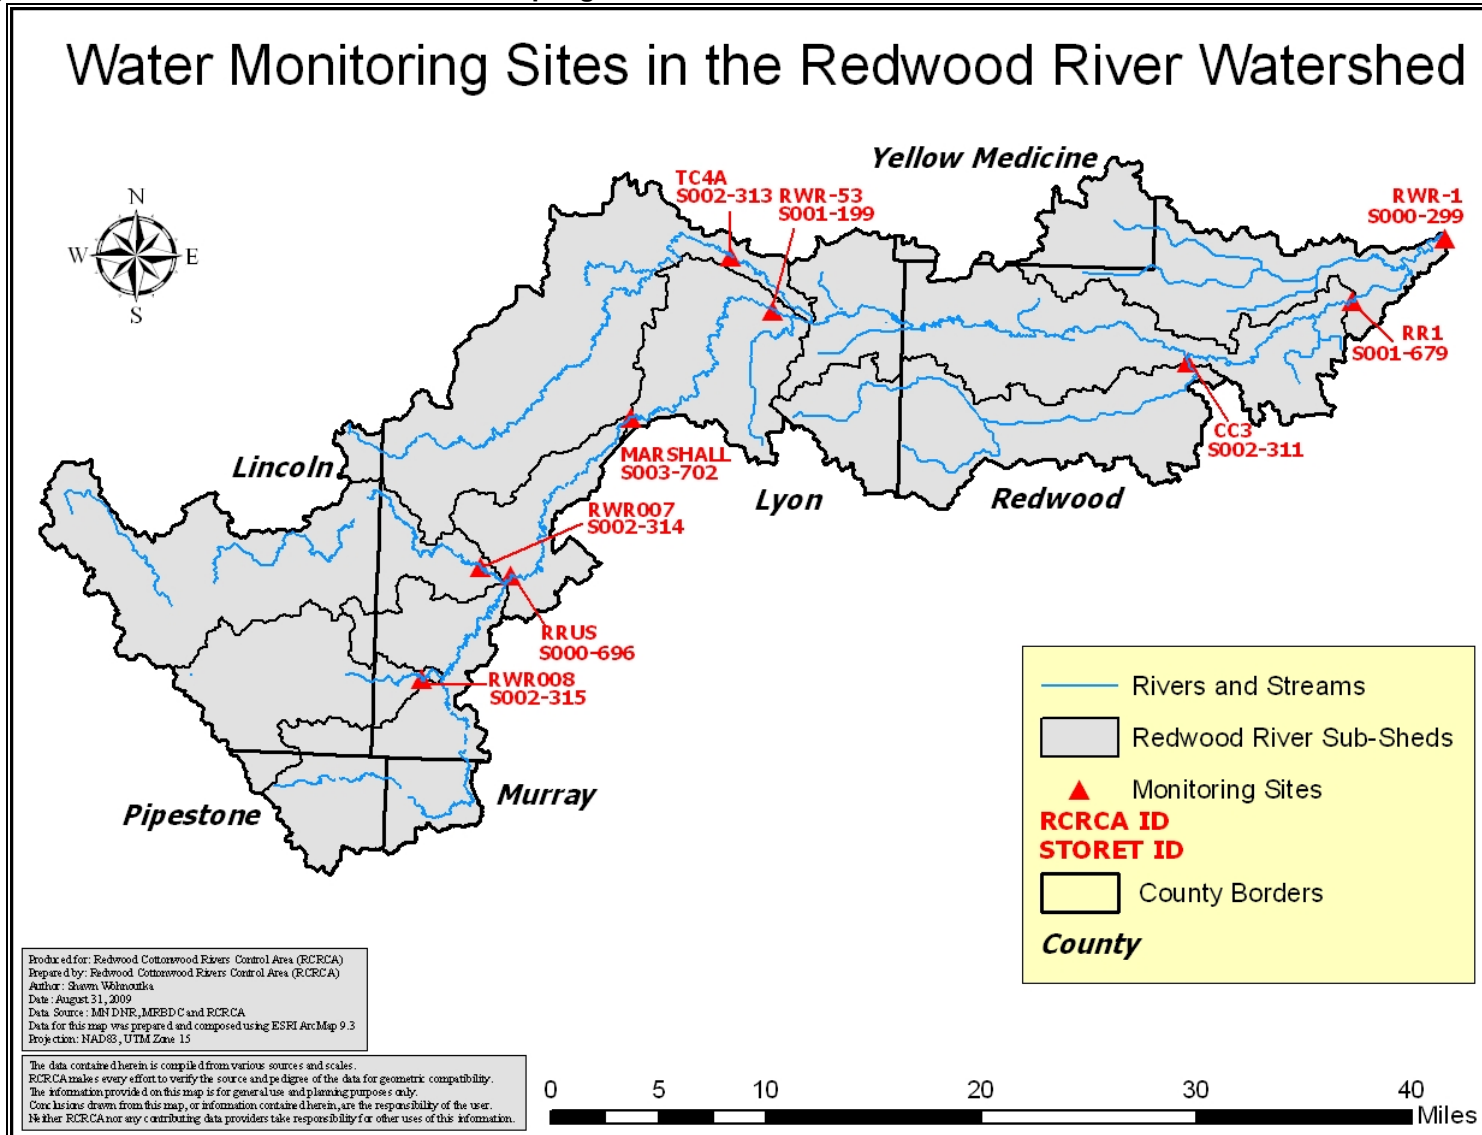 Water Monitoring Sites in the Redwood River Watershed
N
W
E
S
Yellow Medicine
TC4A
S002-313
RWR-53
S001-199
RWR-1
S000-299
RR1
S001-679
CC3
S002-311
Lincoln
MARSHALL
S003-702
Lyon
Redwood
RWR007
S002-314
RRUS
S000-696
RWR008
S002-315
Pipestone
Murray
Rivers and Streams
Redwood River Sub-Sheds
Monitoring Sites
RCRCA ID
STORET ID
County Borders
County
Produced for: Redwood Cottonwood Rivers Control Area (RCRCA)
Prepared by: Redwood Cottonwood Rivers Control Area (RCRCA)
Author: Shawn Wohnoutka
Date: August 31, 2009
Data Source: MN DNR, MRBDC and RCRCA
Data for this map was prepared and composed using ESRI ArcMap 9.3
Projection: NAD83, UTM Zone 15
The data contained herein is compiled from various sources and scales.
RCRCA makes every effort to verify the source and pedigree of the data for geometric compatibility.
The information provided on this map is for general use and planning purposes only.
Conclusions drawn from this map, or information contained herein, are the responsibility of the user.
Neither RCRCA nor any contributing data providers take responsibility for other uses of this information.
0 5 10 20 30 40
Miles